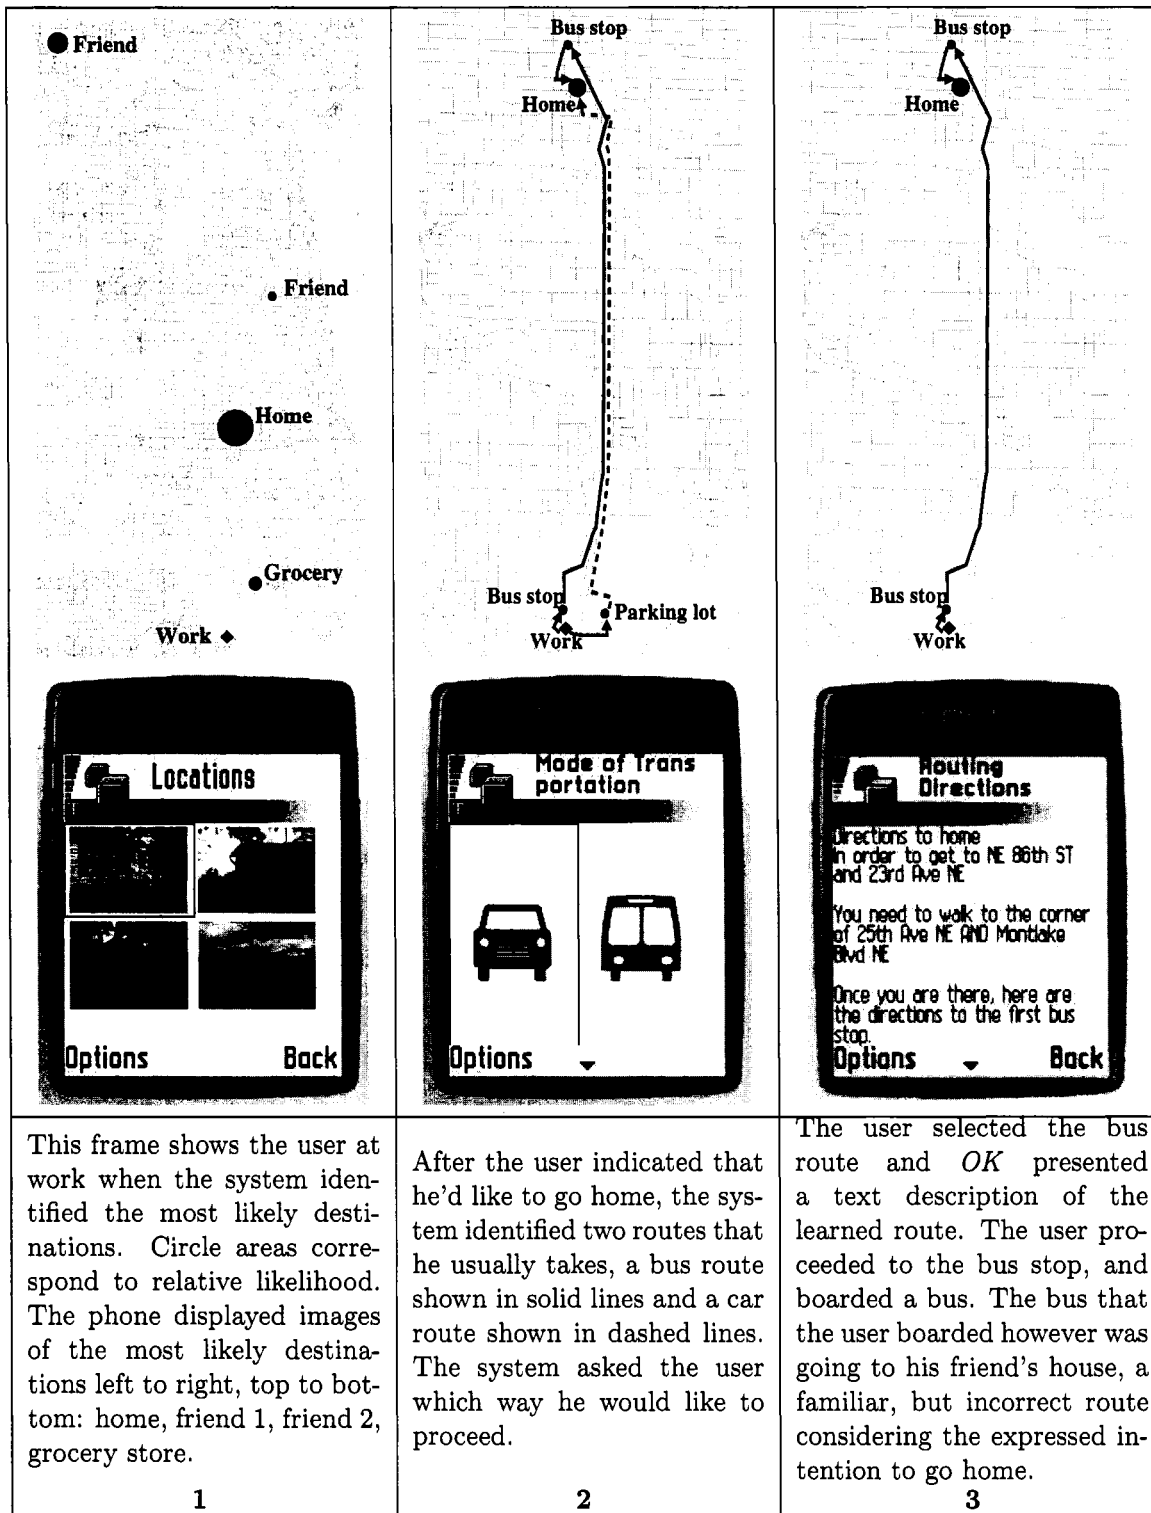 Friend
Friend
Home
Grocery
Work
Locations
Options Back
This frame shows the user at
work when the system iden-
tified the most likely desti-
nations. Circle areas corre-
spond to relative likelihood.
The phone displayed images
of the most likely destina-
tions left to right, top to bot-
tom: home, friend 1, friend 2,
grocery store.
1
Bus stop
Home
Bus stop
Parking lot
Work
Mode of Trans
portation
Options
After the user indicated that
he'd like to go home, the sys-
tem identified two routes that
he usually takes, a bus route
shown in solid lines and a car
route shown in dashed lines.
The system asked the user
which way he would like to
proceed.
2
Bus stop
Home
Bus stop
Work
Routing
Directions
Directions to home
In order to get to NE 86th ST
and 23rd Ave NE
You need to walk to the corner
of 25th Ave NE AND Montlake
Blvd NE
Once you are there, here are
the directions to the first bus
stop.
Options Back
The user selected the bus
route and OK presented
a text description of the
learned route. The user pro-
ceeded to the bus stop, and
boarded a bus. The bus that
the user boarded however was
going to his friend's house, a
familiar, but incorrect route
considering the expressed in-
tention to go home.
3